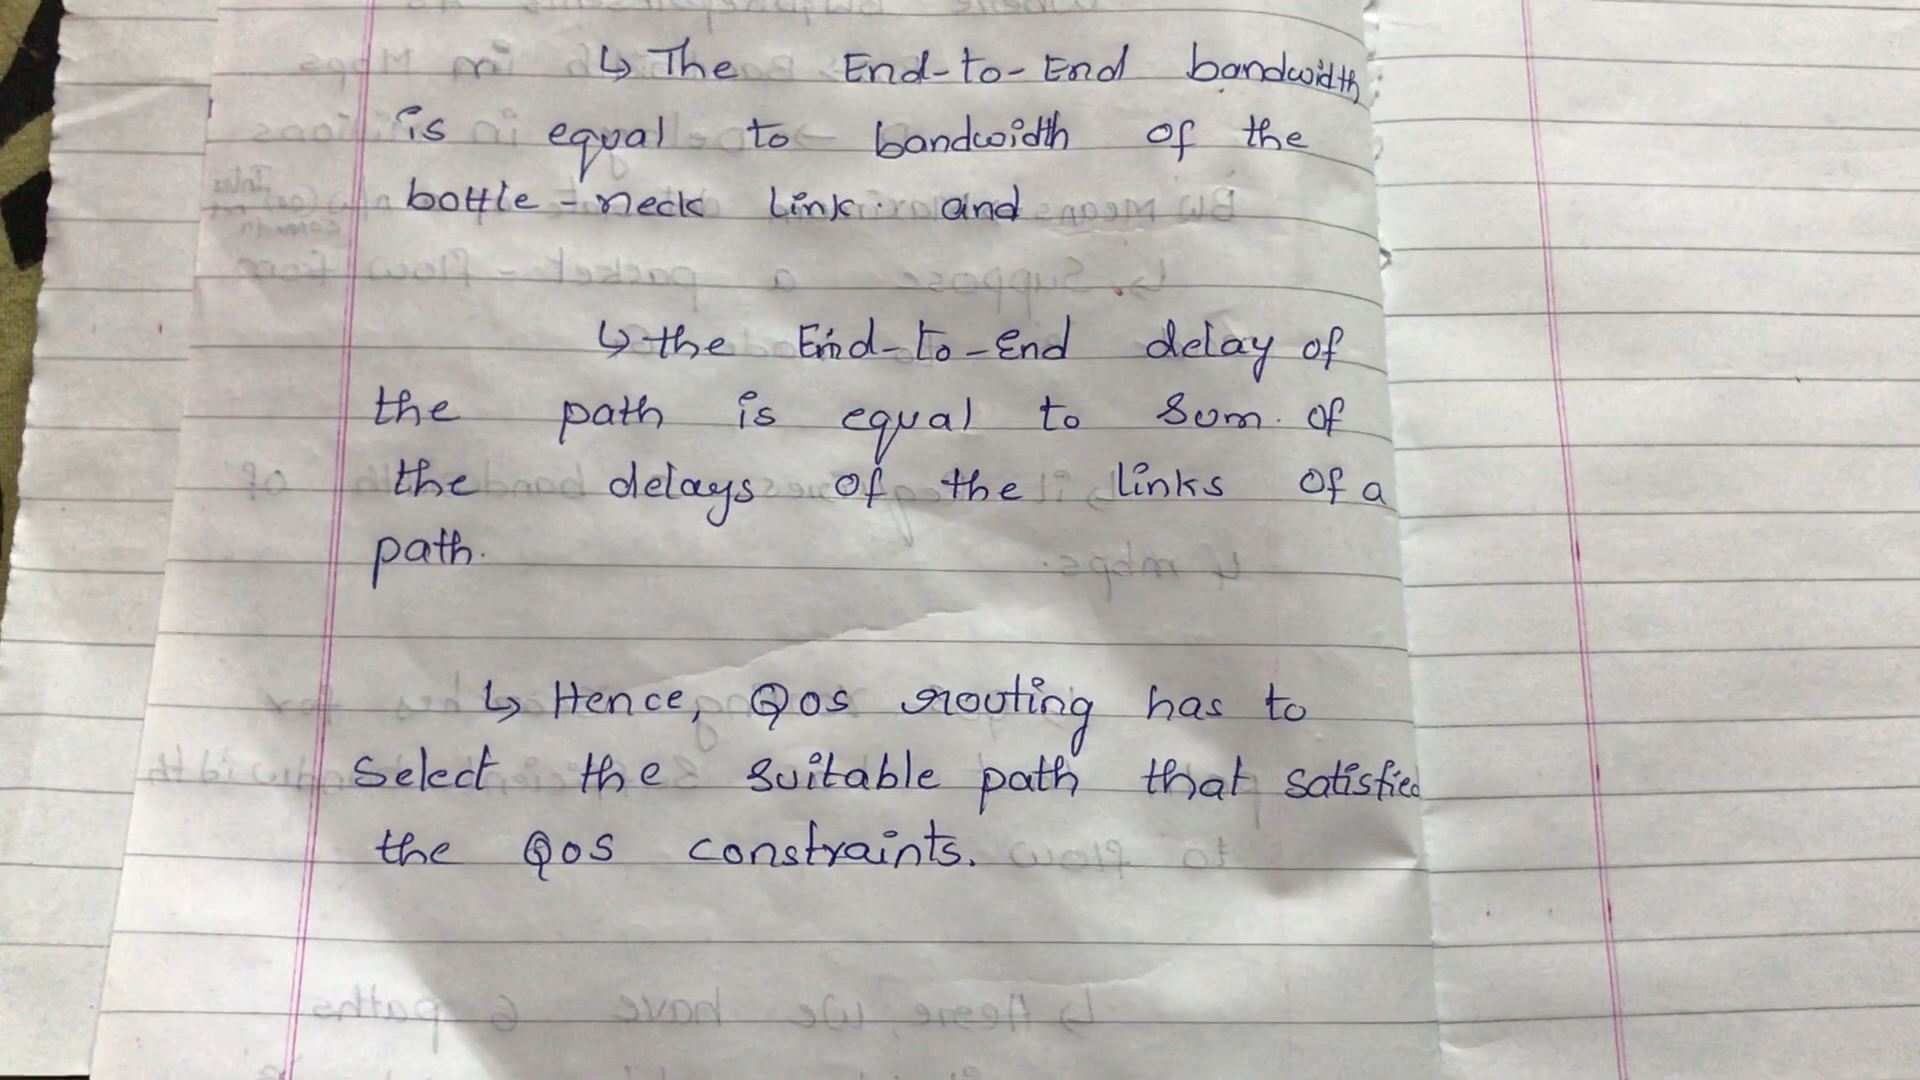 ↳ The End-to-End bandwidth
is equal to bandwidth of the
bottle-neck link. and
↳ the End-to-End delay of
the path is equal to sum of
the delays of the links of a
path.
↳ Hence, QoS routing has to
select the suitable path that satisfied
the QoS constraints.